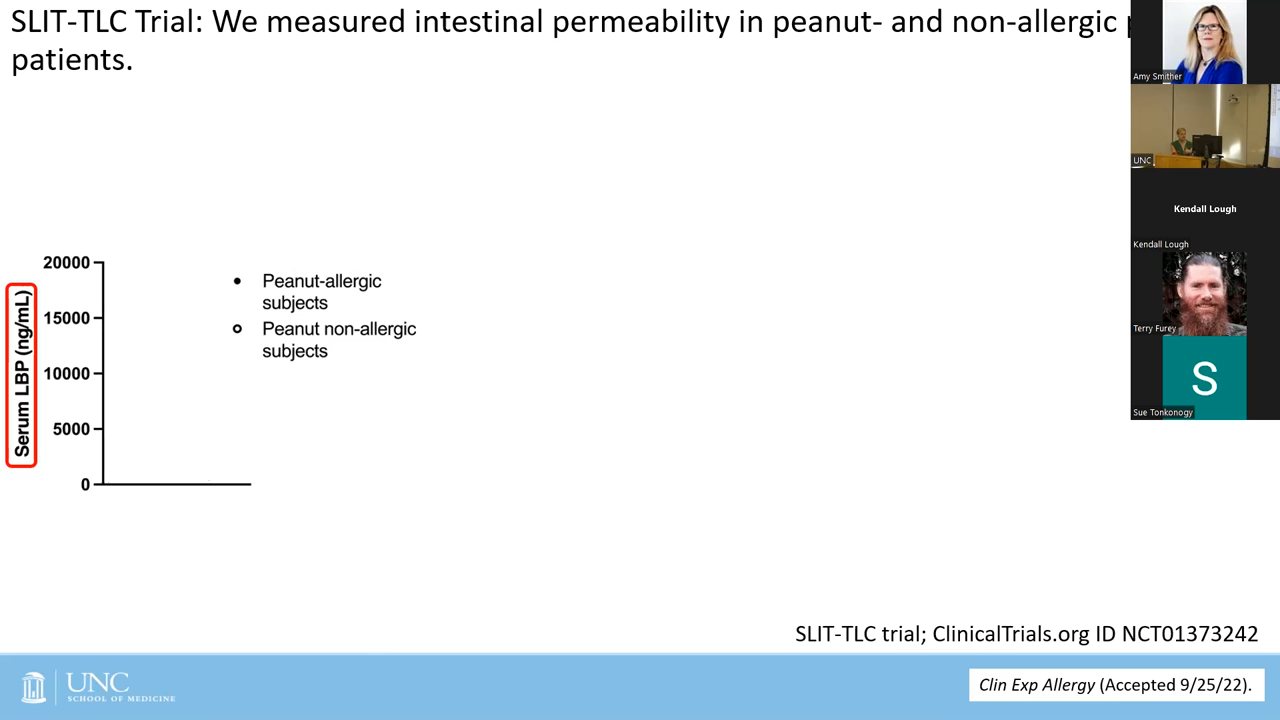 SLIT-TLC Trial: We measured intestinal permeability in peanut- and non-allergic
patients.
Amy Smither
UNC
Kendall Lough
Kendall Lough
Terry Furey
S
Sue Tonkonogy
Serum LBP (ng/mL)
20000
15000
10000
5000
0
Peanut-allergic
subjects
Peanut non-allergic
subjects
SLIT-TLC trial; ClinicalTrials.org ID NCT01373242
UNC
SCHOOL OF MEDICINE
Clin Exp Allergy (Accepted 9/25/22).